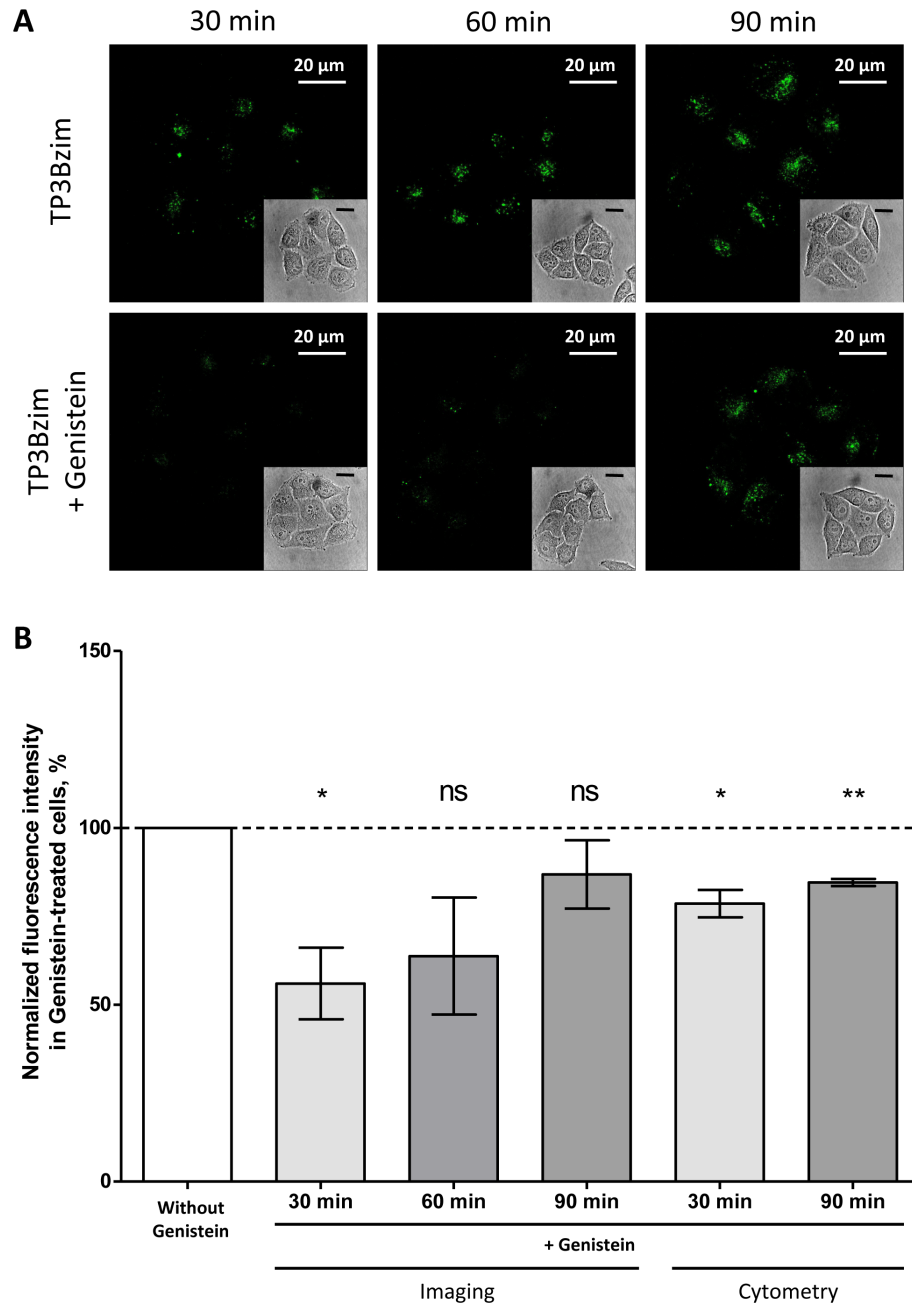 A
30 min
60 min
90 min
TP3Bzim
20 µm
20 µm
20 µm
TP3Bzim
+ Genistein
20 µm
20 µm
20 µm
B
Normalized fluorescence intensity
in Genistein-treated cells, %
150
100
50
0
*
ns
ns
*
**
Without
Genistein
30 min
60 min
90 min
30 min
90 min
+ Genistein
Imaging
Cytometry